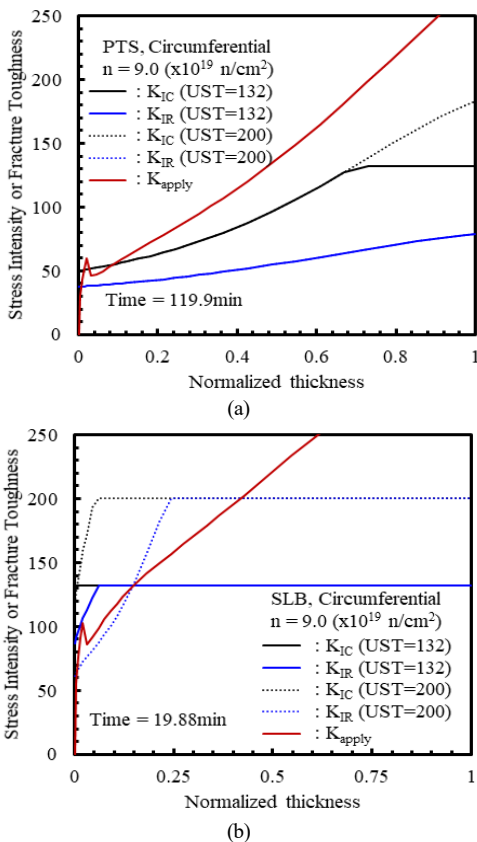 250
200
150
100
50
0
Stress Intensity or Fracture Toughness
PTS, Circumferential
n = 9.0 (x10¹⁹ n/cm²)
: K_IC (UST=132)
: K_IR (UST=132)
: K_IC (UST=200)
: K_IR (UST=200)
: K_apply
Time = 119.9min
0 0.2 0.4 0.6 0.8 1
Normalized thickness
(a)
250
200
150
100
50
0
Stress Intensity or Fracture Toughness
SLB, Circumferential
n = 9.0 (x10¹⁹ n/cm²)
: K_IC (UST=132)
: K_IR (UST=132)
: K_IC (UST=200)
: K_IR (UST=200)
: K_apply
Time = 19.88min
0 0.25 0.5 0.75 1
Normalized thickness
(b)